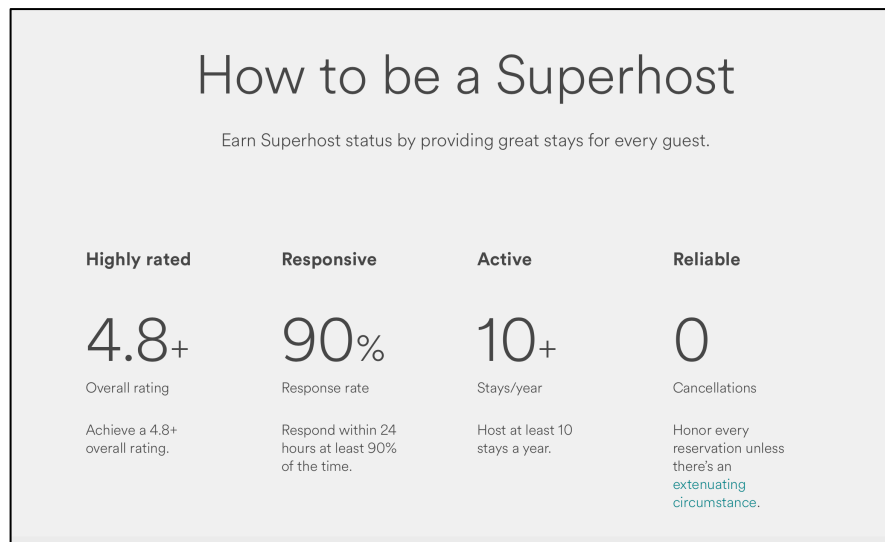 How to be a Superhost
Earn Superhost status by providing great stays for every guest.
Highly rated
4.8+
Overall rating
Achieve a 4.8+
overall rating.
Responsive
90%
Response rate
Respond within 24
hours at least 90%
of the time.
Active
10+
Stays/year
Host at least 10
stays a year.
Reliable
0
Cancellations
Honor every
reservation unless
there's an
extenuating
circumstance.